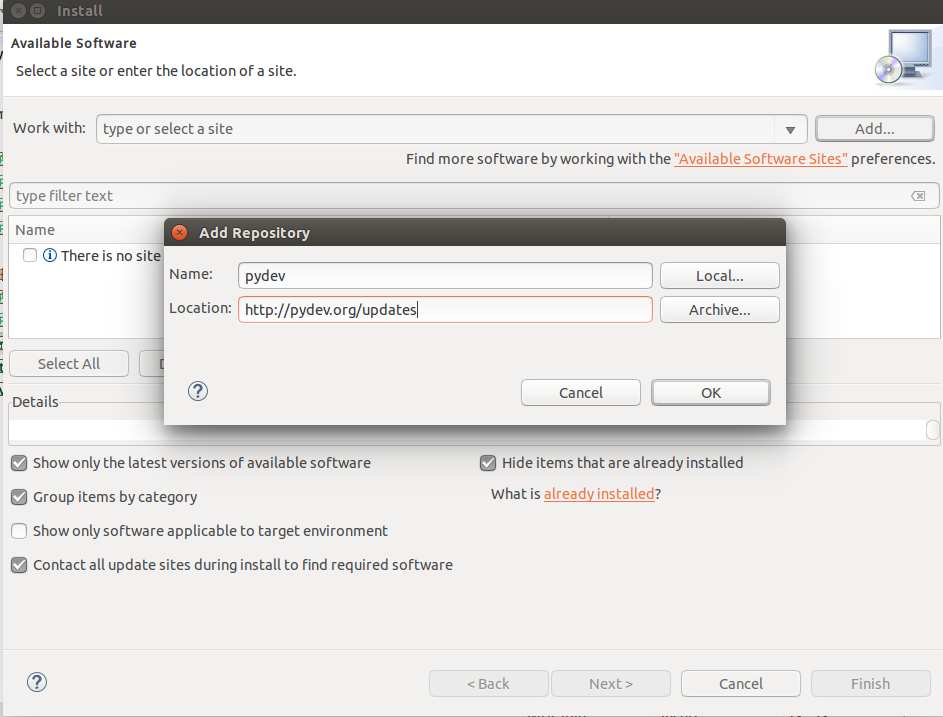 Install
Available Software
Select a site or enter the location of a site.
Work with: type or select a site Add...
Find more software by working with the "Available Software Sites" preferences.
type filter text
Name
There is no site
Add Repository
Name: pydev Local...
Location: http://pydev.org/updates Archive...
Cancel OK
Select All
Details
Show only the latest versions of available software Hide items that are already installed
Group items by category What is already installed?
Show only software applicable to target environment
Contact all update sites during install to find required software
< Back Next > Cancel Finish